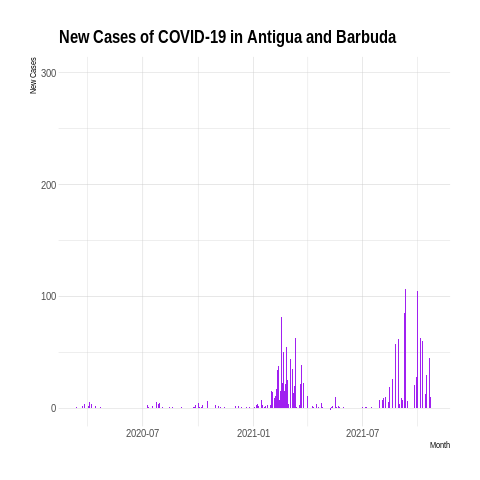 New Cases of COVID-19 in Antigua and Barbuda
New Cases
300
200
100
0
2020-07 2021-01 2021-07
Month